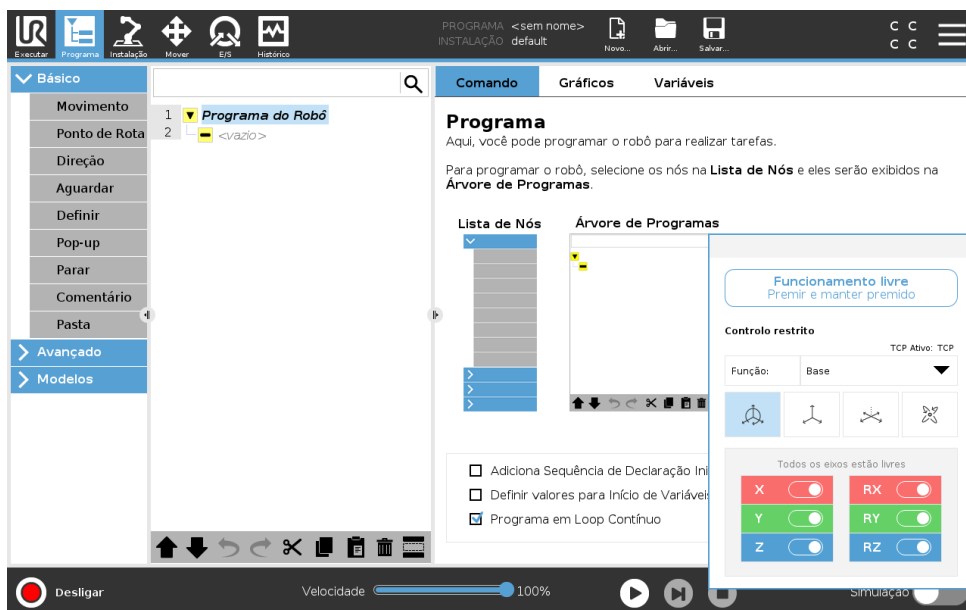 UR
PROGRAMA <sem nome>
INSTALAÇÃO default
Executar
Programa
Instalação
Mover
E/S
Histórico
Novo...
Abrir...
Salvar...
C C
C C
Básico
Movimento
Ponto de Rota
Direção
Aguardar
Definir
Pop-up
Parar
Comentário
Pasta
Avançado
Modelos
1 Programa do Robô
2 <vazio>
Comando
Gráficos
Variáveis
Programa
Aqui, você pode programar o robô para realizar tarefas.
Para programar o robô, selecione os nós na Lista de Nós e eles serão exibidos na
Árvore de Programas.
Lista de Nós
Árvore de Programas
Adiciona Sequência de Declaração Ini
Definir valores para Início de Variávei
Programa em Loop Contínuo
Funcionamento livre
Premir e manter premido
Controlo restrito
TCP Ativo: TCP
Função:
Base
Todos os eixos estão livres
X
RX
Y
RY
Z
RZ
Desligar
Velocidade
100%
Simulação